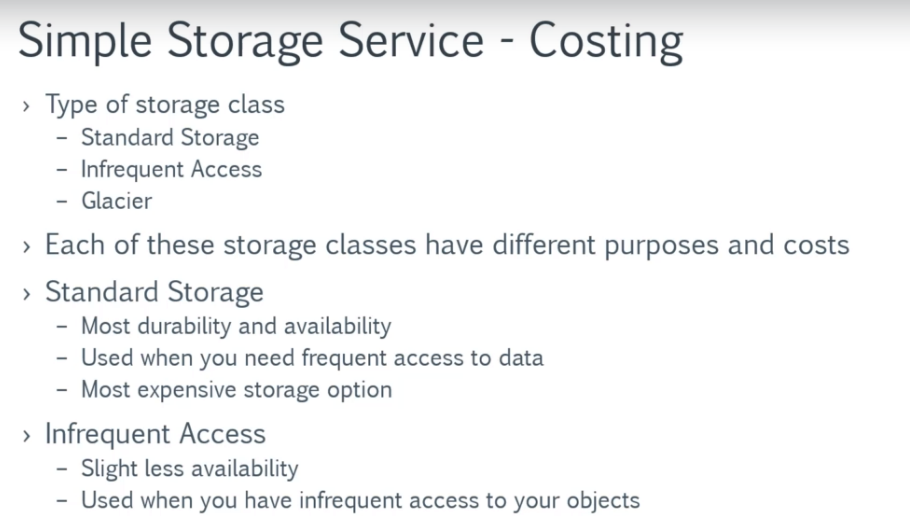 Simple Storage Service - Costing
› Type of storage class
– Standard Storage
– Infrequent Access
– Glacier
› Each of these storage classes have different purposes and costs
› Standard Storage
– Most durability and availability
– Used when you need frequent access to data
– Most expensive storage option
› Infrequent Access
– Slight less availability
– Used when you have infrequent access to your objects